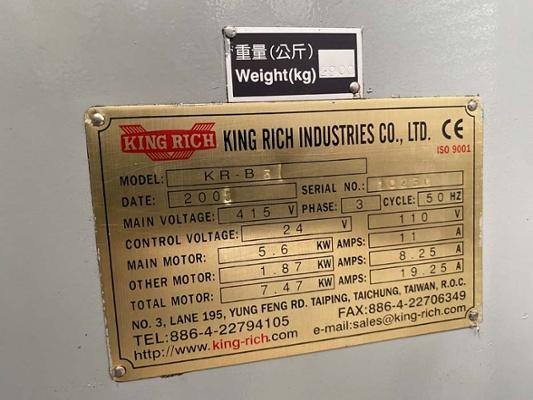 重量(公斤)
Weight(kg)
KING RICH KING RICH INDUSTRIES CO., LTD. CE
ISO 9001
MODEL: KR-B
DATE: SERIAL NO.:
MAIN VOLTAGE: 415 V PHASE: 3 CYCLE: 50 HZ
CONTROL VOLTAGE: 24 V 110 V
MAIN MOTOR: 5.6 KW AMPS: 11 A
OTHER MOTOR: 1.87 KW AMPS: 8.25 A
TOTAL MOTOR: 7.47 KW AMPS: 19.25 A
NO. 3, LANE 195, YUNG FENG RD. TAIPING, TAICHUNG, TAIWAN, R.O.C.
TEL:886-4-22794105 FAX:886-4-22706349
http://www.king-rich.com e-mail:sales@king-rich.com